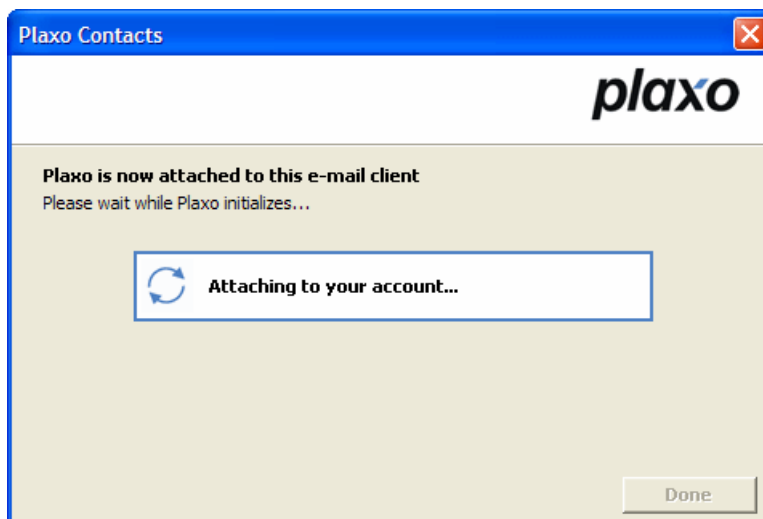 Plaxo Contacts
plaxo
Plaxo is now attached to this e-mail client
Please wait while Plaxo initializes...
Attaching to your account...
Done